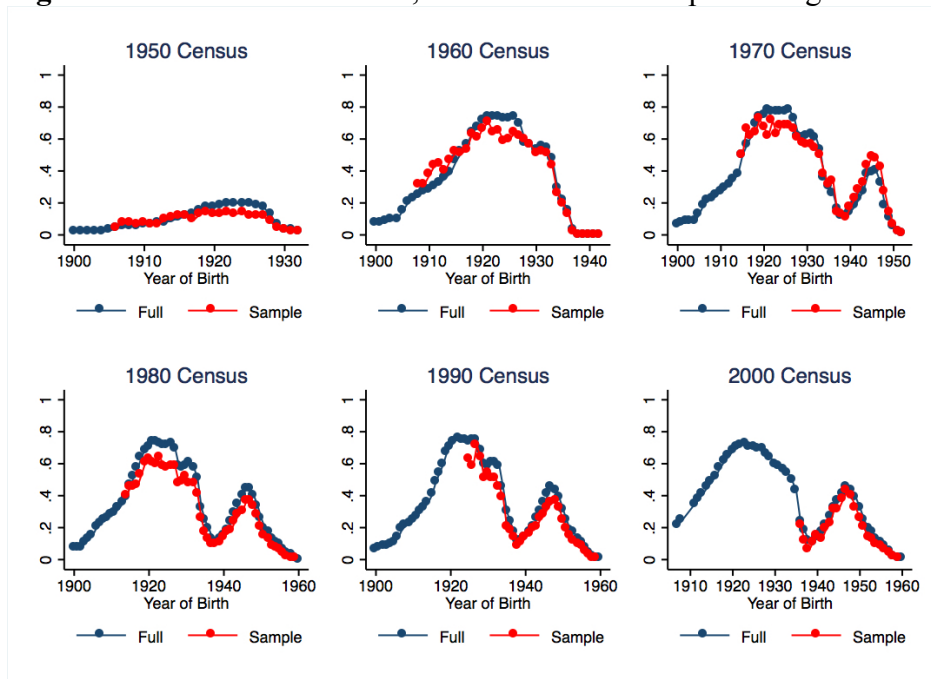 1950 Census
1
.8
.6
.4
.2
0
1900 1910 1920 1930
Year of Birth
Full Sample
1960 Census
1
.8
.6
.4
.2
0
1900 1910 1920 1930 1940
Year of Birth
Full Sample
1970 Census
1
.8
.6
.4
.2
0
1900 1910 1920 1930 1940 1950
Year of Birth
Full Sample
1980 Census
1
.8
.6
.4
.2
0
1900 1920 1940 1960
Year of Birth
Full Sample
1990 Census
1
.8
.6
.4
.2
0
1900 1920 1940 1960
Year of Birth
Full Sample
2000 Census
1
.8
.6
.4
.2
0
1910 1920 1930 1940 1950 1960
Year of Birth
Full Sample